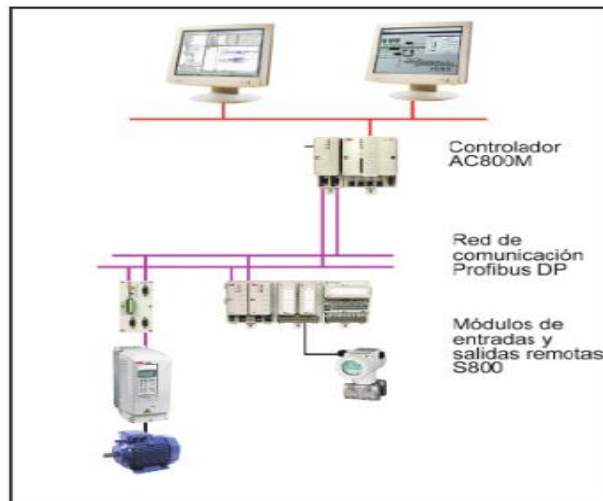 Controlador
AC800M
Red de
comunicación
Profibus DP
Módulos de
entradas y
salidas remotas
S800